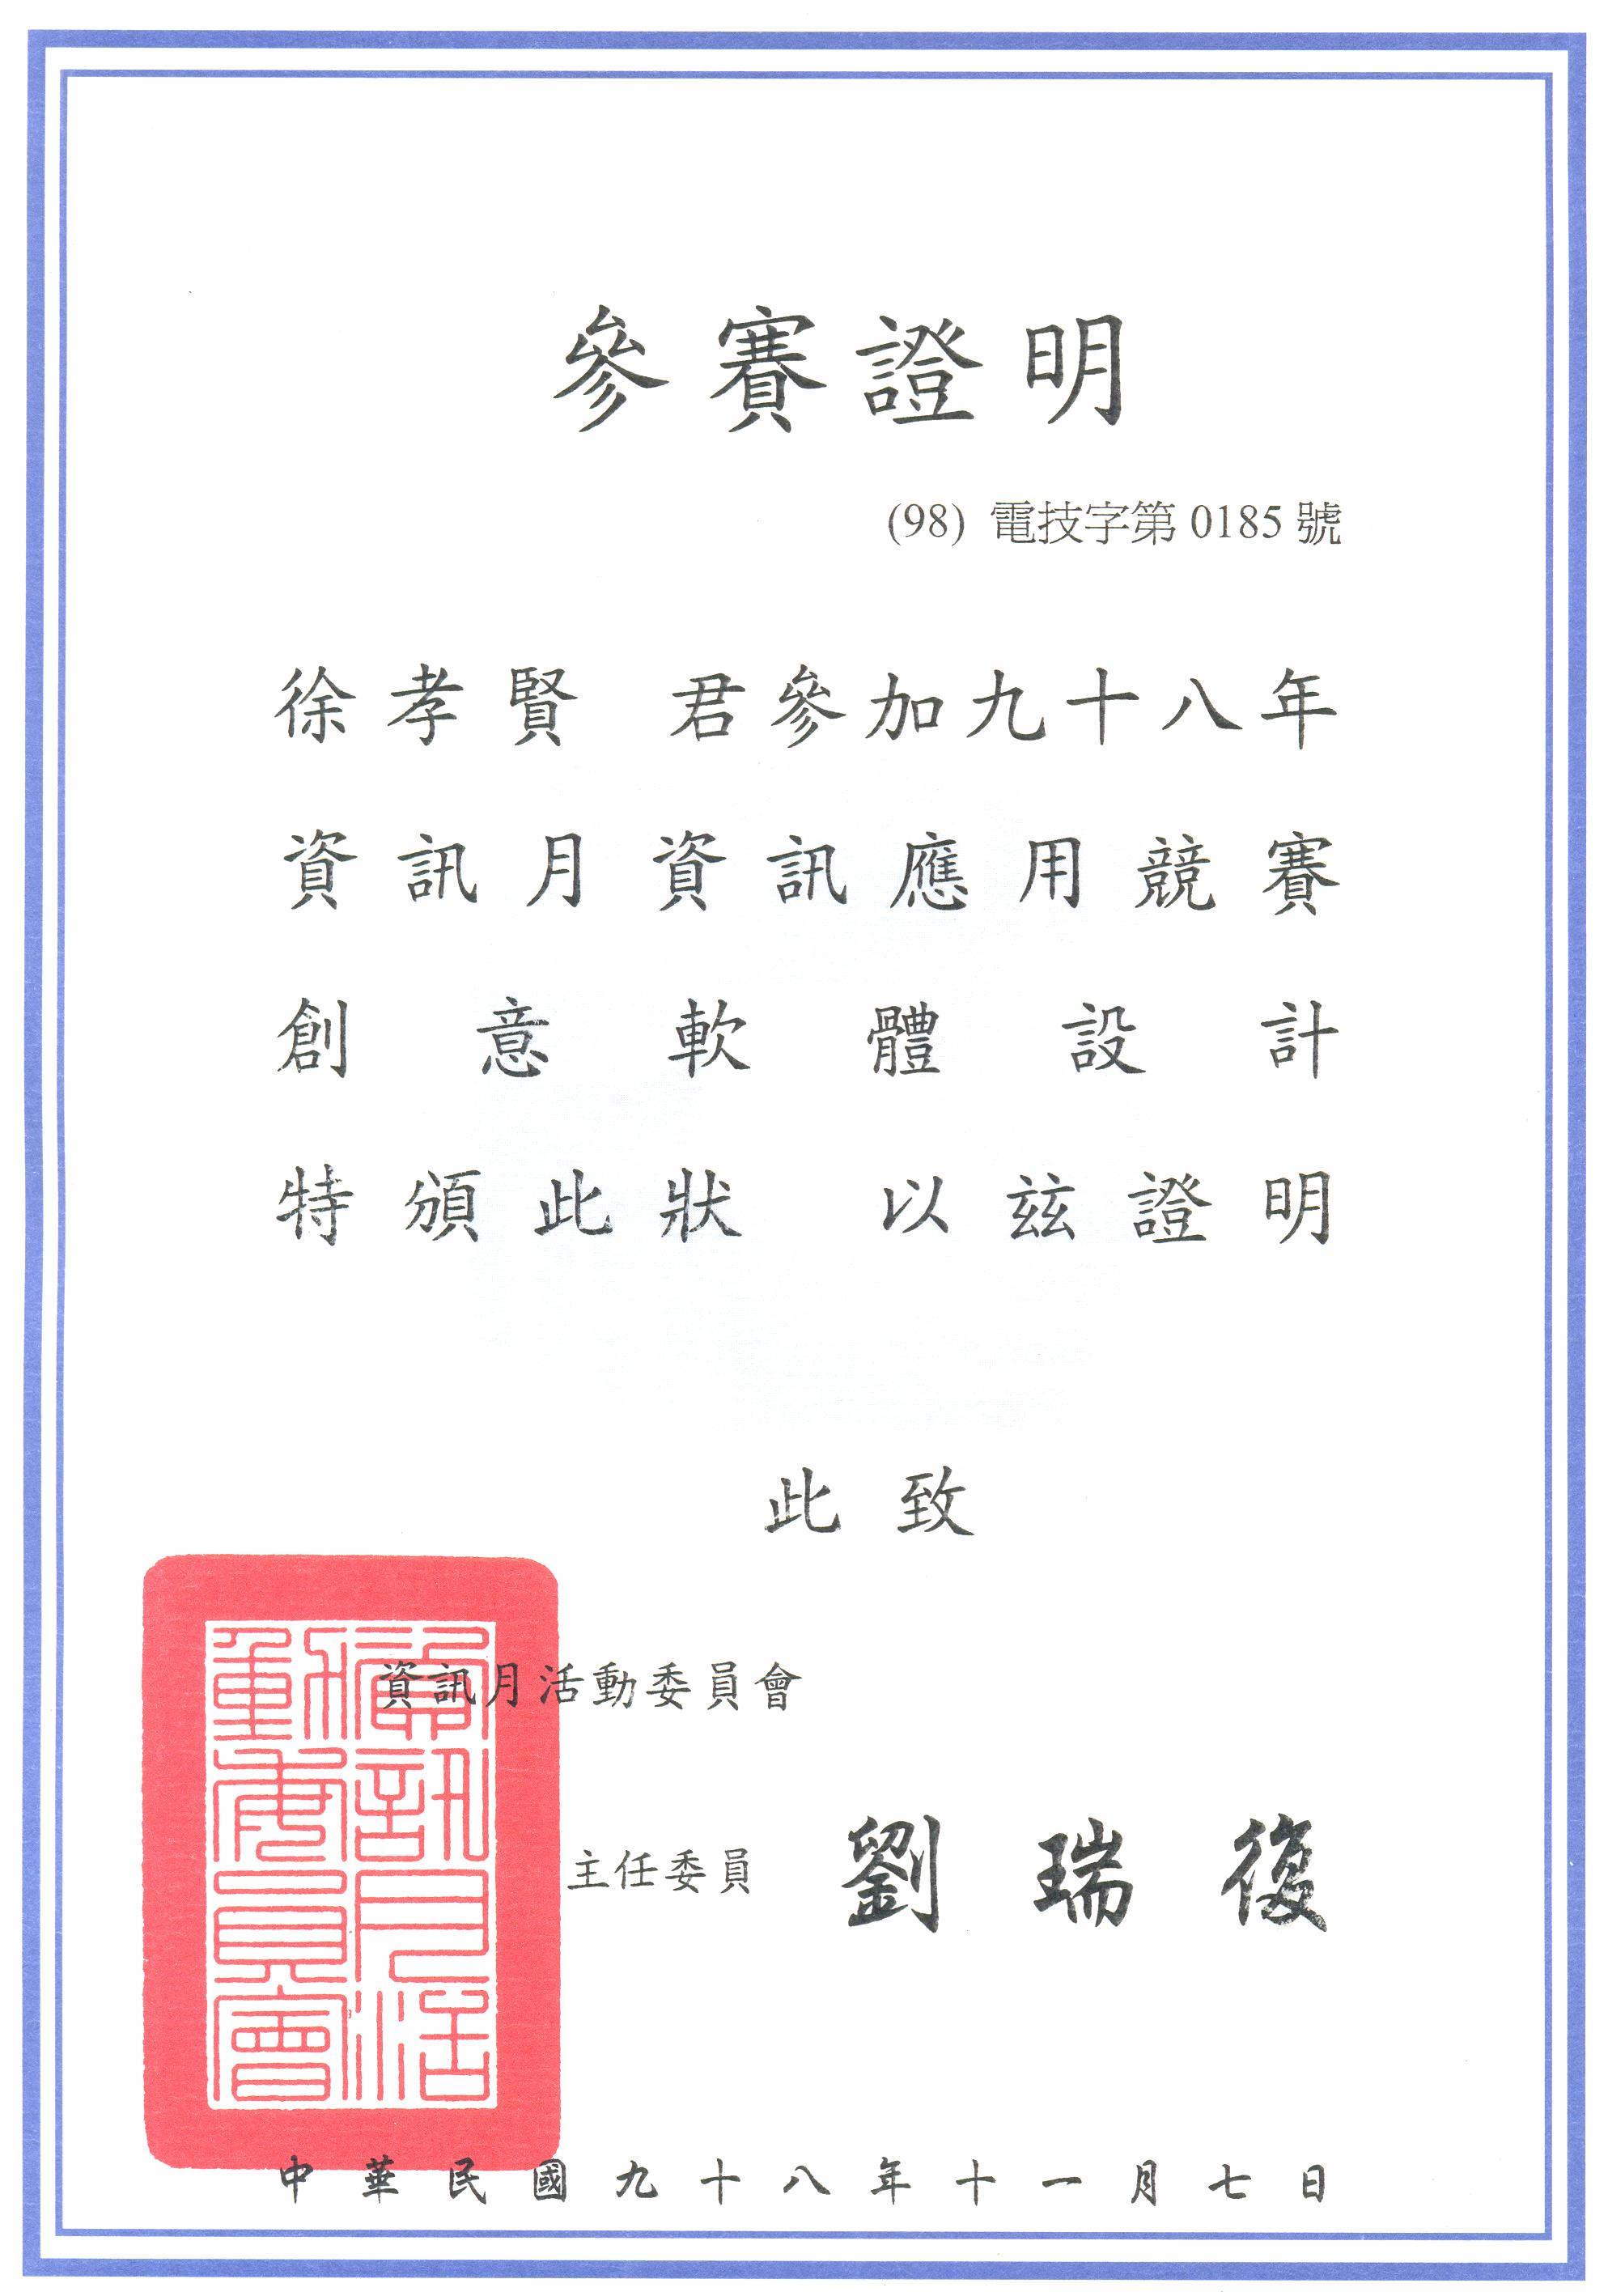 參賽證明
(98) 電技字第 0185 號
徐孝賢 君參加九十八年
資訊月資訊應用競賽
創意軟體設計
特頒此狀 以茲證明
此致
資訊月活動委員會
主任委員 劉瑞復
資訊月活動委員會
中華民國九十八年十一月七日